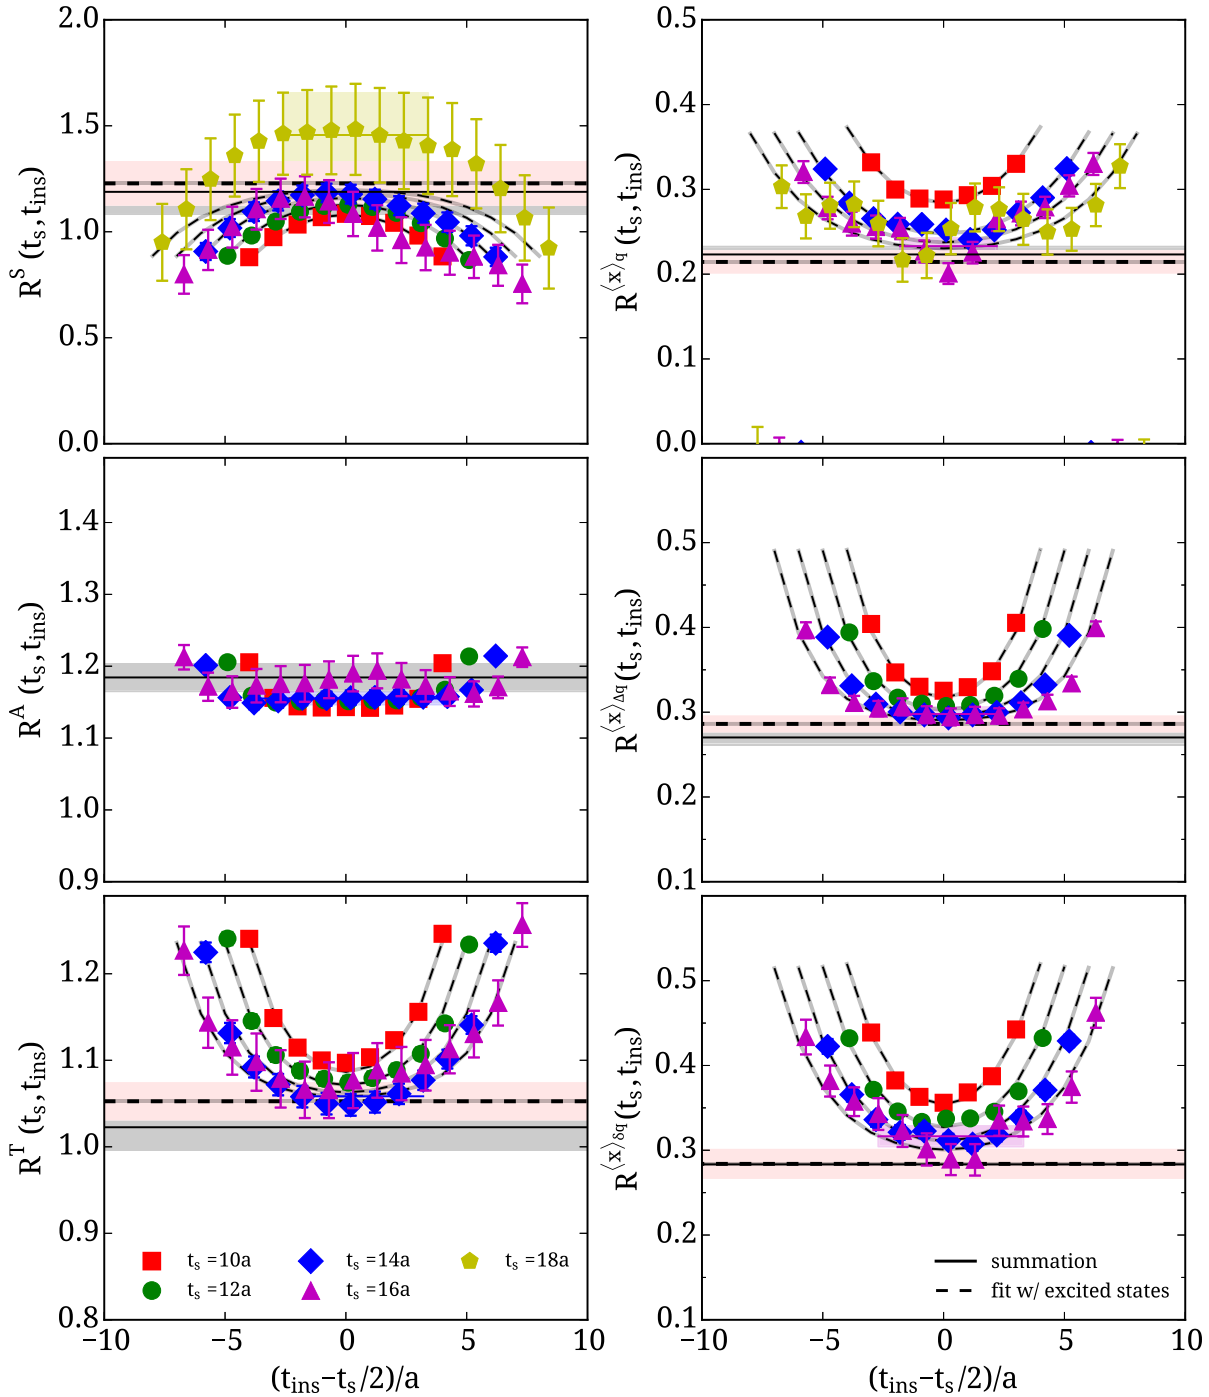 2.0
1.5
1.0
0.5
0.0
R^S (t_s, t_ins)
0.5
0.4
0.3
0.2
0.1
0.0
R^⟨x⟩_q (t_s, t_ins)
1.4
1.3
1.2
1.1
1.0
0.9
R^A (t_s, t_ins)
0.5
0.4
0.3
0.2
0.1
R^⟨x⟩_Δq (t_s, t_ins)
1.2
1.1
1.0
0.9
0.8
R^T (t_s, t_ins)
t_s =10a
t_s =14a
t_s =18a
t_s =12a
t_s =16a
−10
−5
0
5
10
(t_ins−t_s/2)/a
0.5
0.4
0.3
0.2
0.1
R^⟨x⟩_δq (t_s, t_ins)
summation
fit w/ excited states
−10
−5
0
5
10
(t_ins−t_s/2)/a